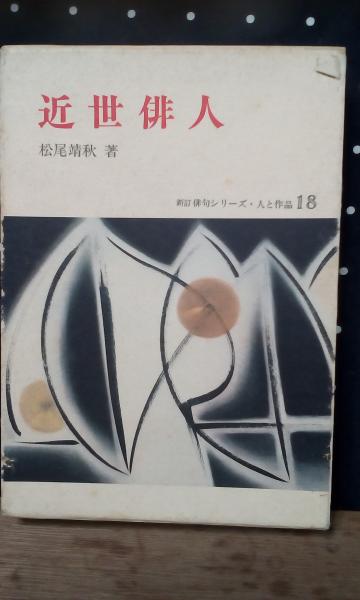 近世俳人
松尾靖秋 著
新訂 俳句シリーズ・人と作品 18